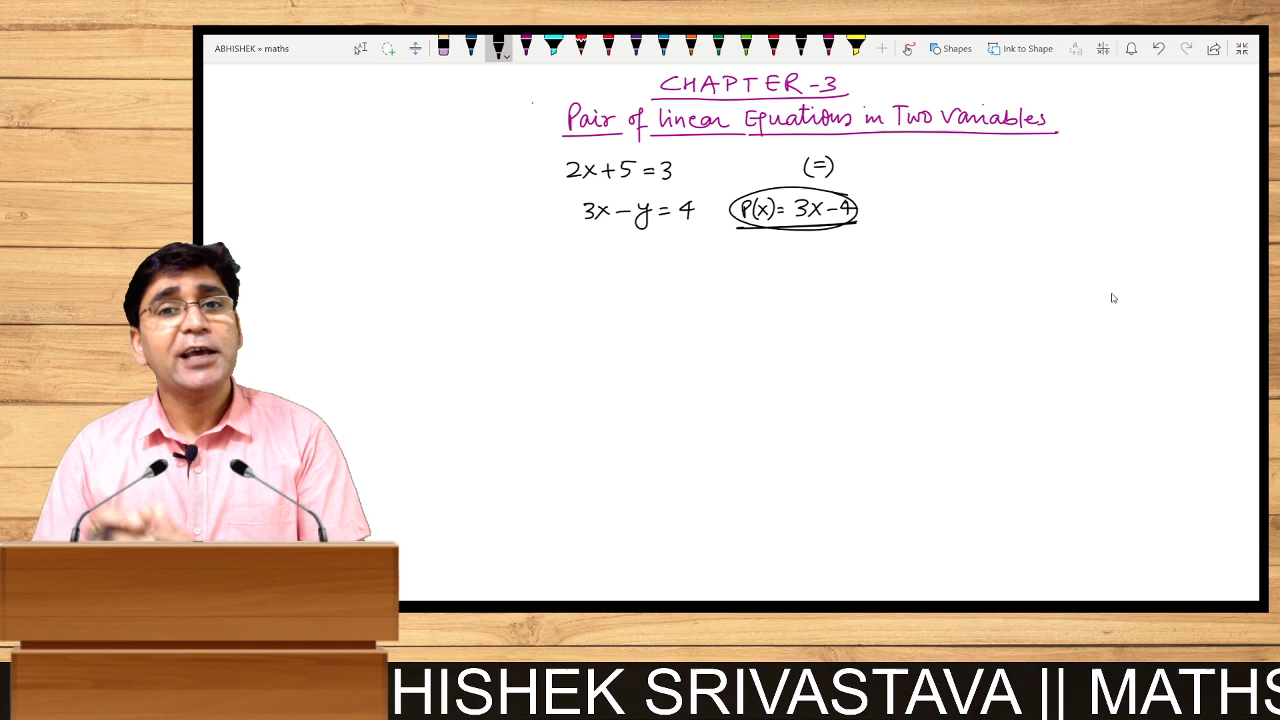 ABHISHEK » maths
Shapes
Ink to Shape
CHAPTER-3
Pair of linear Equations in Two variables
2x+5=3 (=)
3x-y=4 P(x)= 3x-4
HISHEK SRIVASTAVA || MATHS